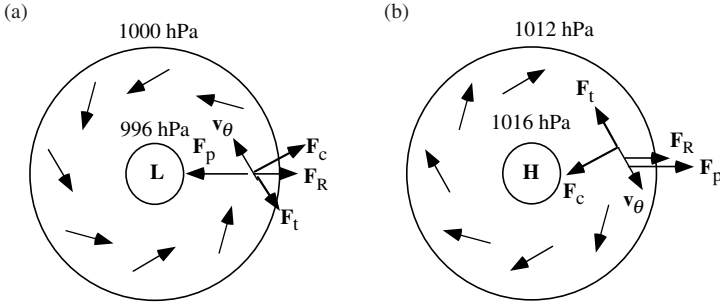 (a)
1000 hPa
996 hPa
v_θ
F_p
F_c
L
F_R
F_t
(b)
1012 hPa
F_t
1016 hPa
F_R
H
F_p
F_c
v_θ